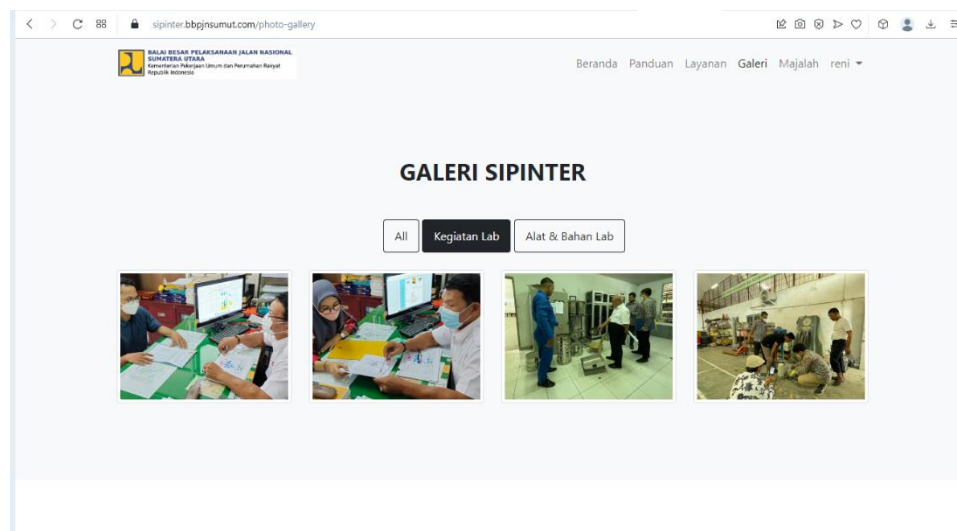 sipinter.bbpjnsumut.com/photo-gallery
BALAI BESAR PELAKSANAAN JALAN NASIONAL
SUMATERA UTARA
Kementerian Pekerjaan Umum dan Perumahan Rakyat
Republik Indonesia
Beranda Panduan Layanan Galeri Majalah reni
GALERI SIPINTER
All Kegiatan Lab Alat & Bahan Lab